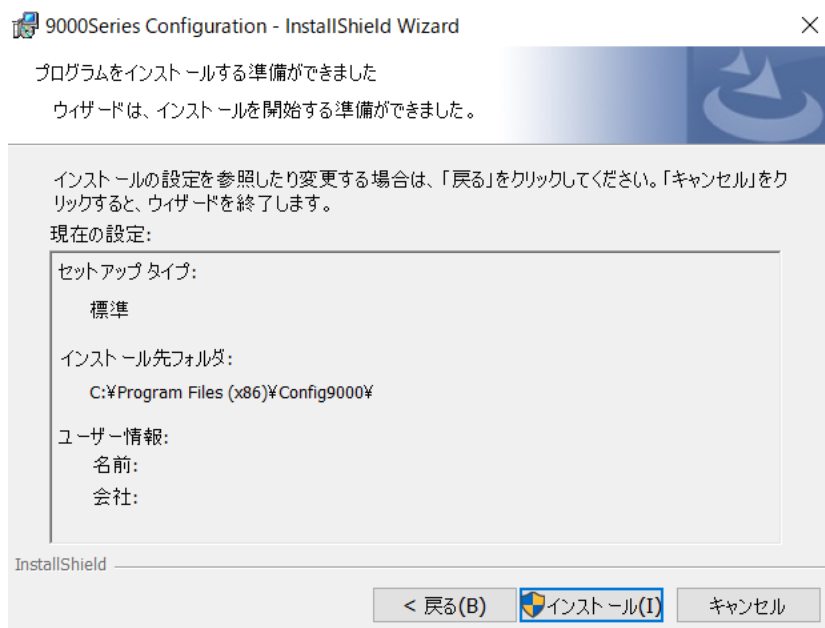 9000Series Configuration - InstallShield Wizard
プログラムをインストールする準備ができました
ウィザードは、インストールを開始する準備ができました。
インストールの設定を参照したり変更する場合は、「戻る」をクリックしてください。「キャンセル」をク
リックすると、ウィザードを終了します。
現在の設定:
セットアップ タイプ:
標準
インストール先フォルダ:
C:¥Program Files (x86)¥Config9000¥
ユーザー情報:
名前:
会社:
InstallShield
< 戻る(B)
インストール(I)
キャンセル